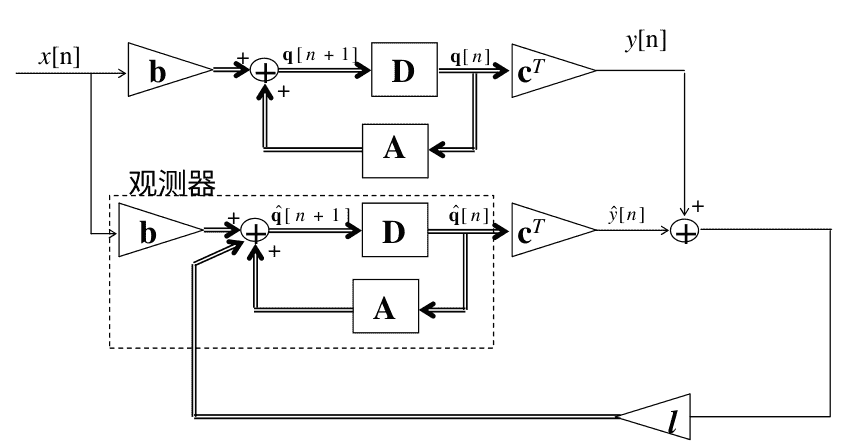 x[n]
b
+
+
+
q[n + 1]
D
q[n]
c^T
y[n]
A
观测器
b
+
+
+
q̂[n + 1]
D
q̂[n]
c^T
ŷ[n]
+
+
A
l